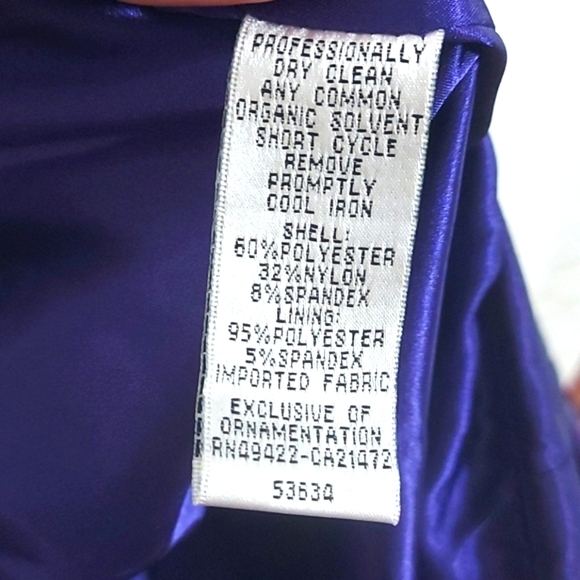 PROFESSIONALLY
DRY CLEAN
ANY COMMON
ORGANIC SOLVENT
SHORT CYCLE
REMOVE
PROMPTLY
COOL IRON
SHELL:
60%POLYESTER
32%NYLON
8%SPANDEX
LINING:
95%POLYESTER
5%SPANDEX
IMPORTED FABRIC
EXCLUSIVE OF
ORNAMENTATION
RN49422-CA21472
53634